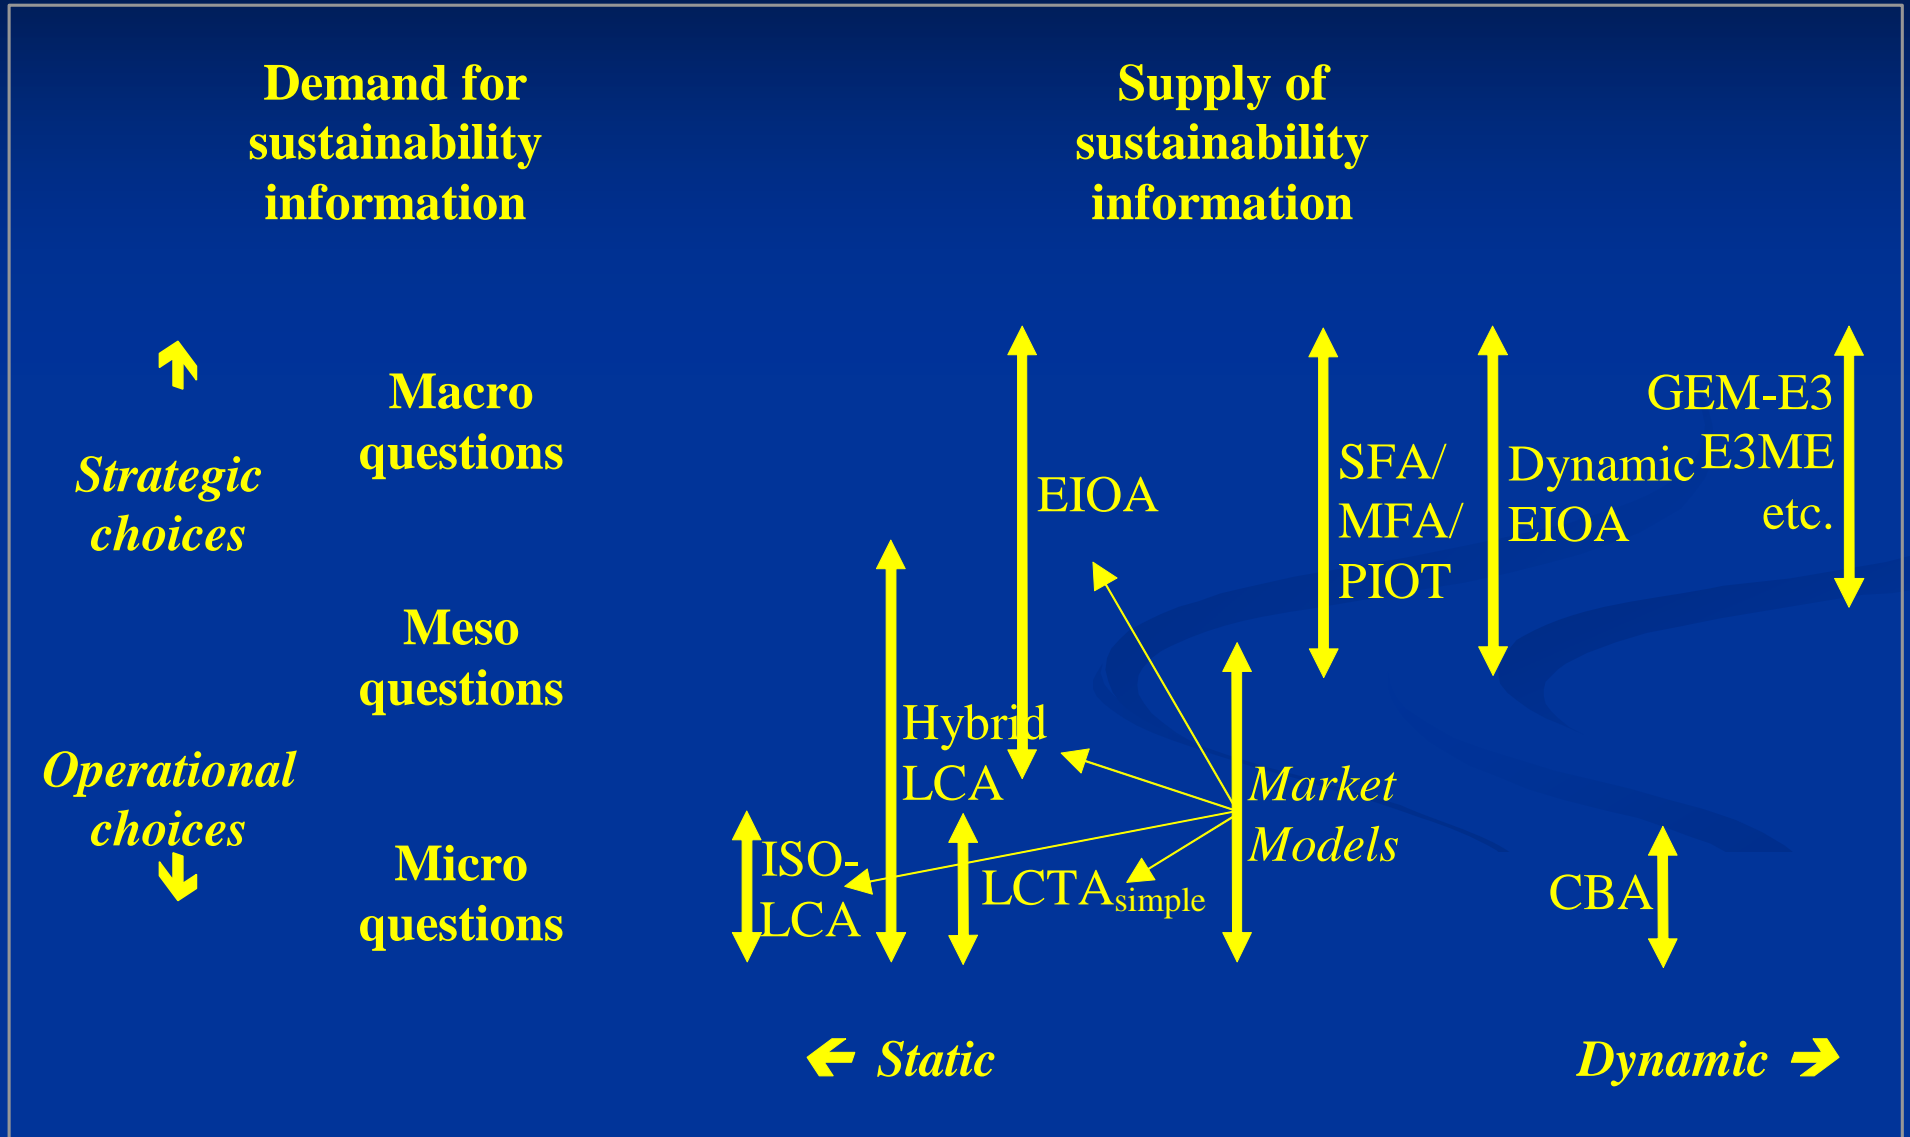 Demand for
sustainability
information
Supply of
sustainability
information
Strategic
choices
Operational
choices
Macro
questions
Meso
questions
Micro
questions
ISO-
LCA
Hybrid
LCA
LCTAsimple
EIOA
Market
Models
SFA/
MFA/
PIOT
Dynamic
EIOA
GEM-E3
E3ME
etc.
CBA
Static
Dynamic